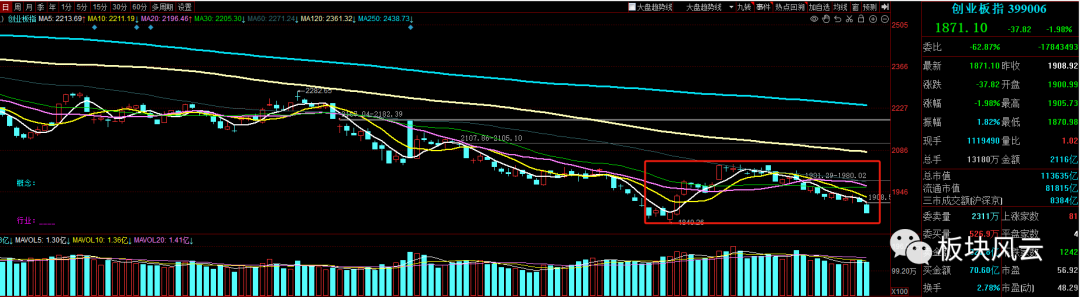 日 周 月 季 年 1分 5分 15分 30分 60分 多周期 设置
大盘趋势线 大盘趋势线 九转 事件 热点回溯 加自选 均线 窗 预测
创业板指 MA5: 2213.69↑ MA10: 2211.19↓ MA20: 2196.46↑ MA30: 2205.30↑ MA60: 2271.24↓ MA120: 2361.32↓ MA250: 2438.73↓
2505
2366
2227
2086
1946
2282.65
2182.39
2107.86-2105.10
1991.29-1980.02
1908.5
1840.26
概念:
行业:
MAVOL5: 1.30亿↓ MAVOL10: 1.36亿↓ MAVOL20: 1.41亿↓
99.20万
X100
创业板指 399006
1871.10 -37.82 -1.98%
委比 -62.87% -17843493
最新 1871.10 昨收 1908.92
涨跌 -37.82 开盘 1900.99
涨幅 -1.98% 最高 1905.73
振幅 1.82% 最低 1870.98
现手 1119490 量比 1.02
总手 13180万 金额 2116亿
总市值 113635亿
流通市值 81815亿
三市成交额(沪深京) 8384亿
委卖量 2311万 上涨家数 81
委买量 526.9万 平盘家数 4
1242
买金额 70.60亿 市盈 56.92
换手 2.78% 市盈(动) 48.29
板块风云